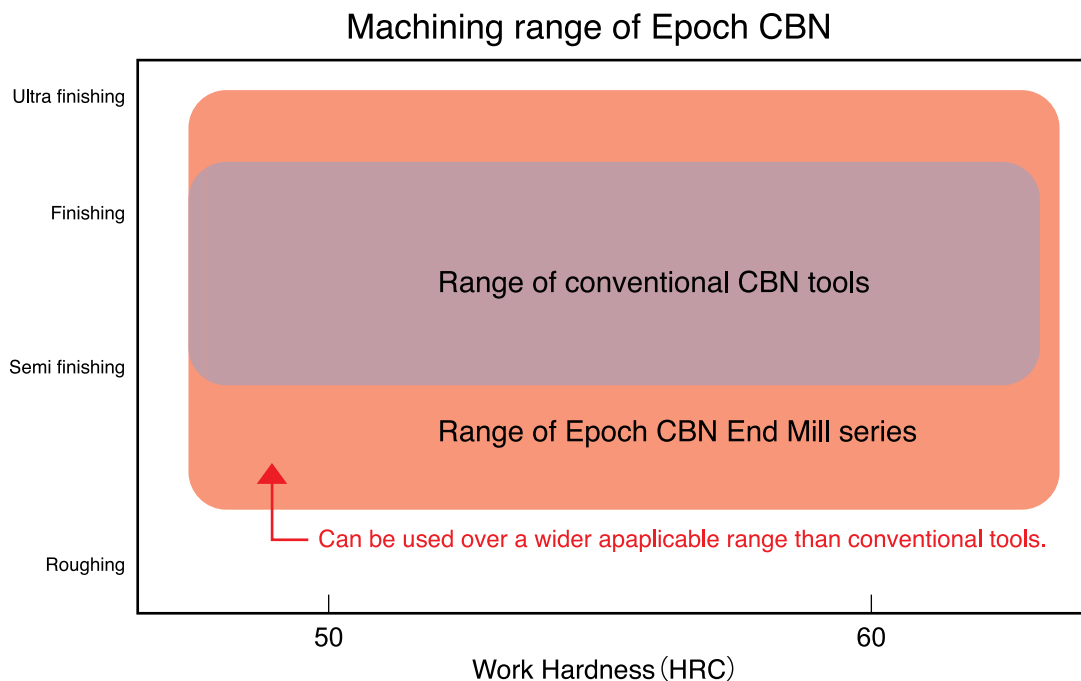 Machining range of Epoch CBN
Ultra finishing
Finishing
Range of conventional CBN tools
Semi finishing
Range of Epoch CBN End Mill series
Can be used over a wider apaplicable range than conventional tools.
Roughing
50
60
Work Hardness（HRC）